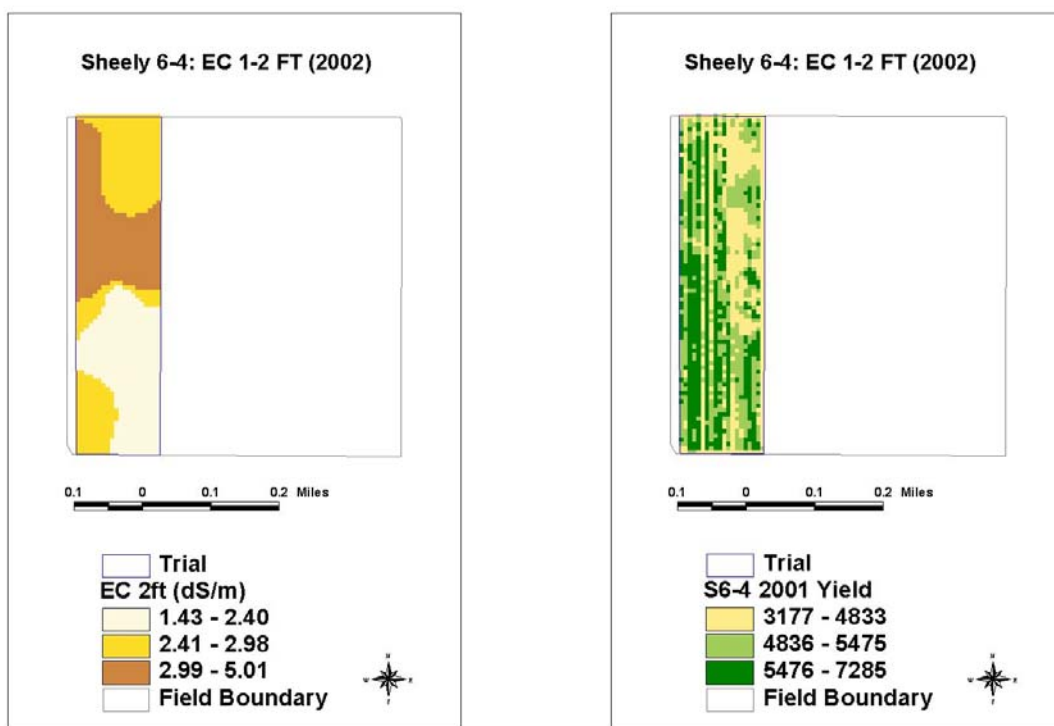 Sheely 6-4: EC 1-2 FT (2002)
0.1 0 0.1 0.2 Miles
Trial
EC 2ft (dS/m)
1.43 - 2.40
2.41 - 2.98
2.99 - 5.01
Field Boundary
Sheely 6-4: EC 1-2 FT (2002)
0.1 0 0.1 0.2 Miles
Trial
S6-4 2001 Yield
3177 - 4833
4836 - 5475
5476 - 7285
Field Boundary